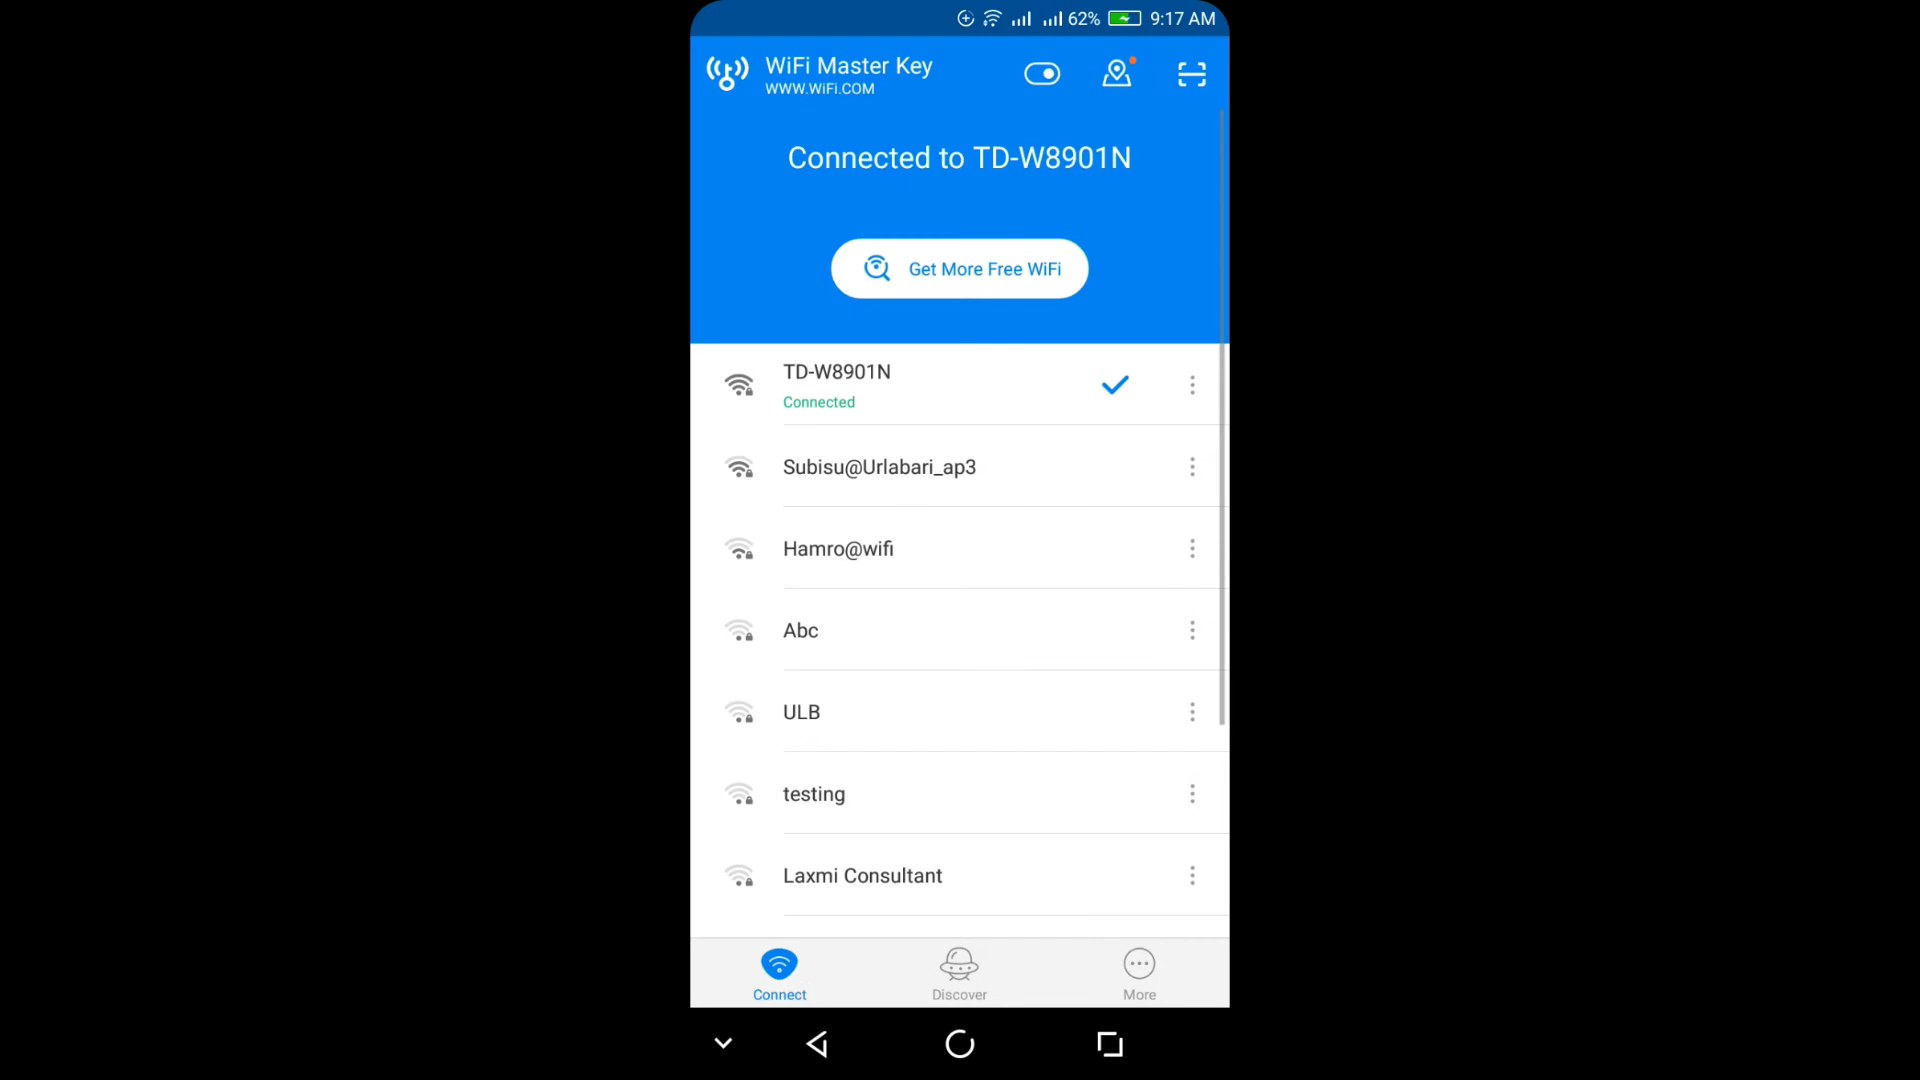 62% 9:17 AM
WiFi Master Key
WWW.WiFi.COM
Connected to TD-W8901N
Get More Free WiFi
TD-W8901N
Connected
Subisu@Urlabari_ap3
Hamro@wifi
Abc
ULB
testing
Laxmi Consultant
Connect Discover More